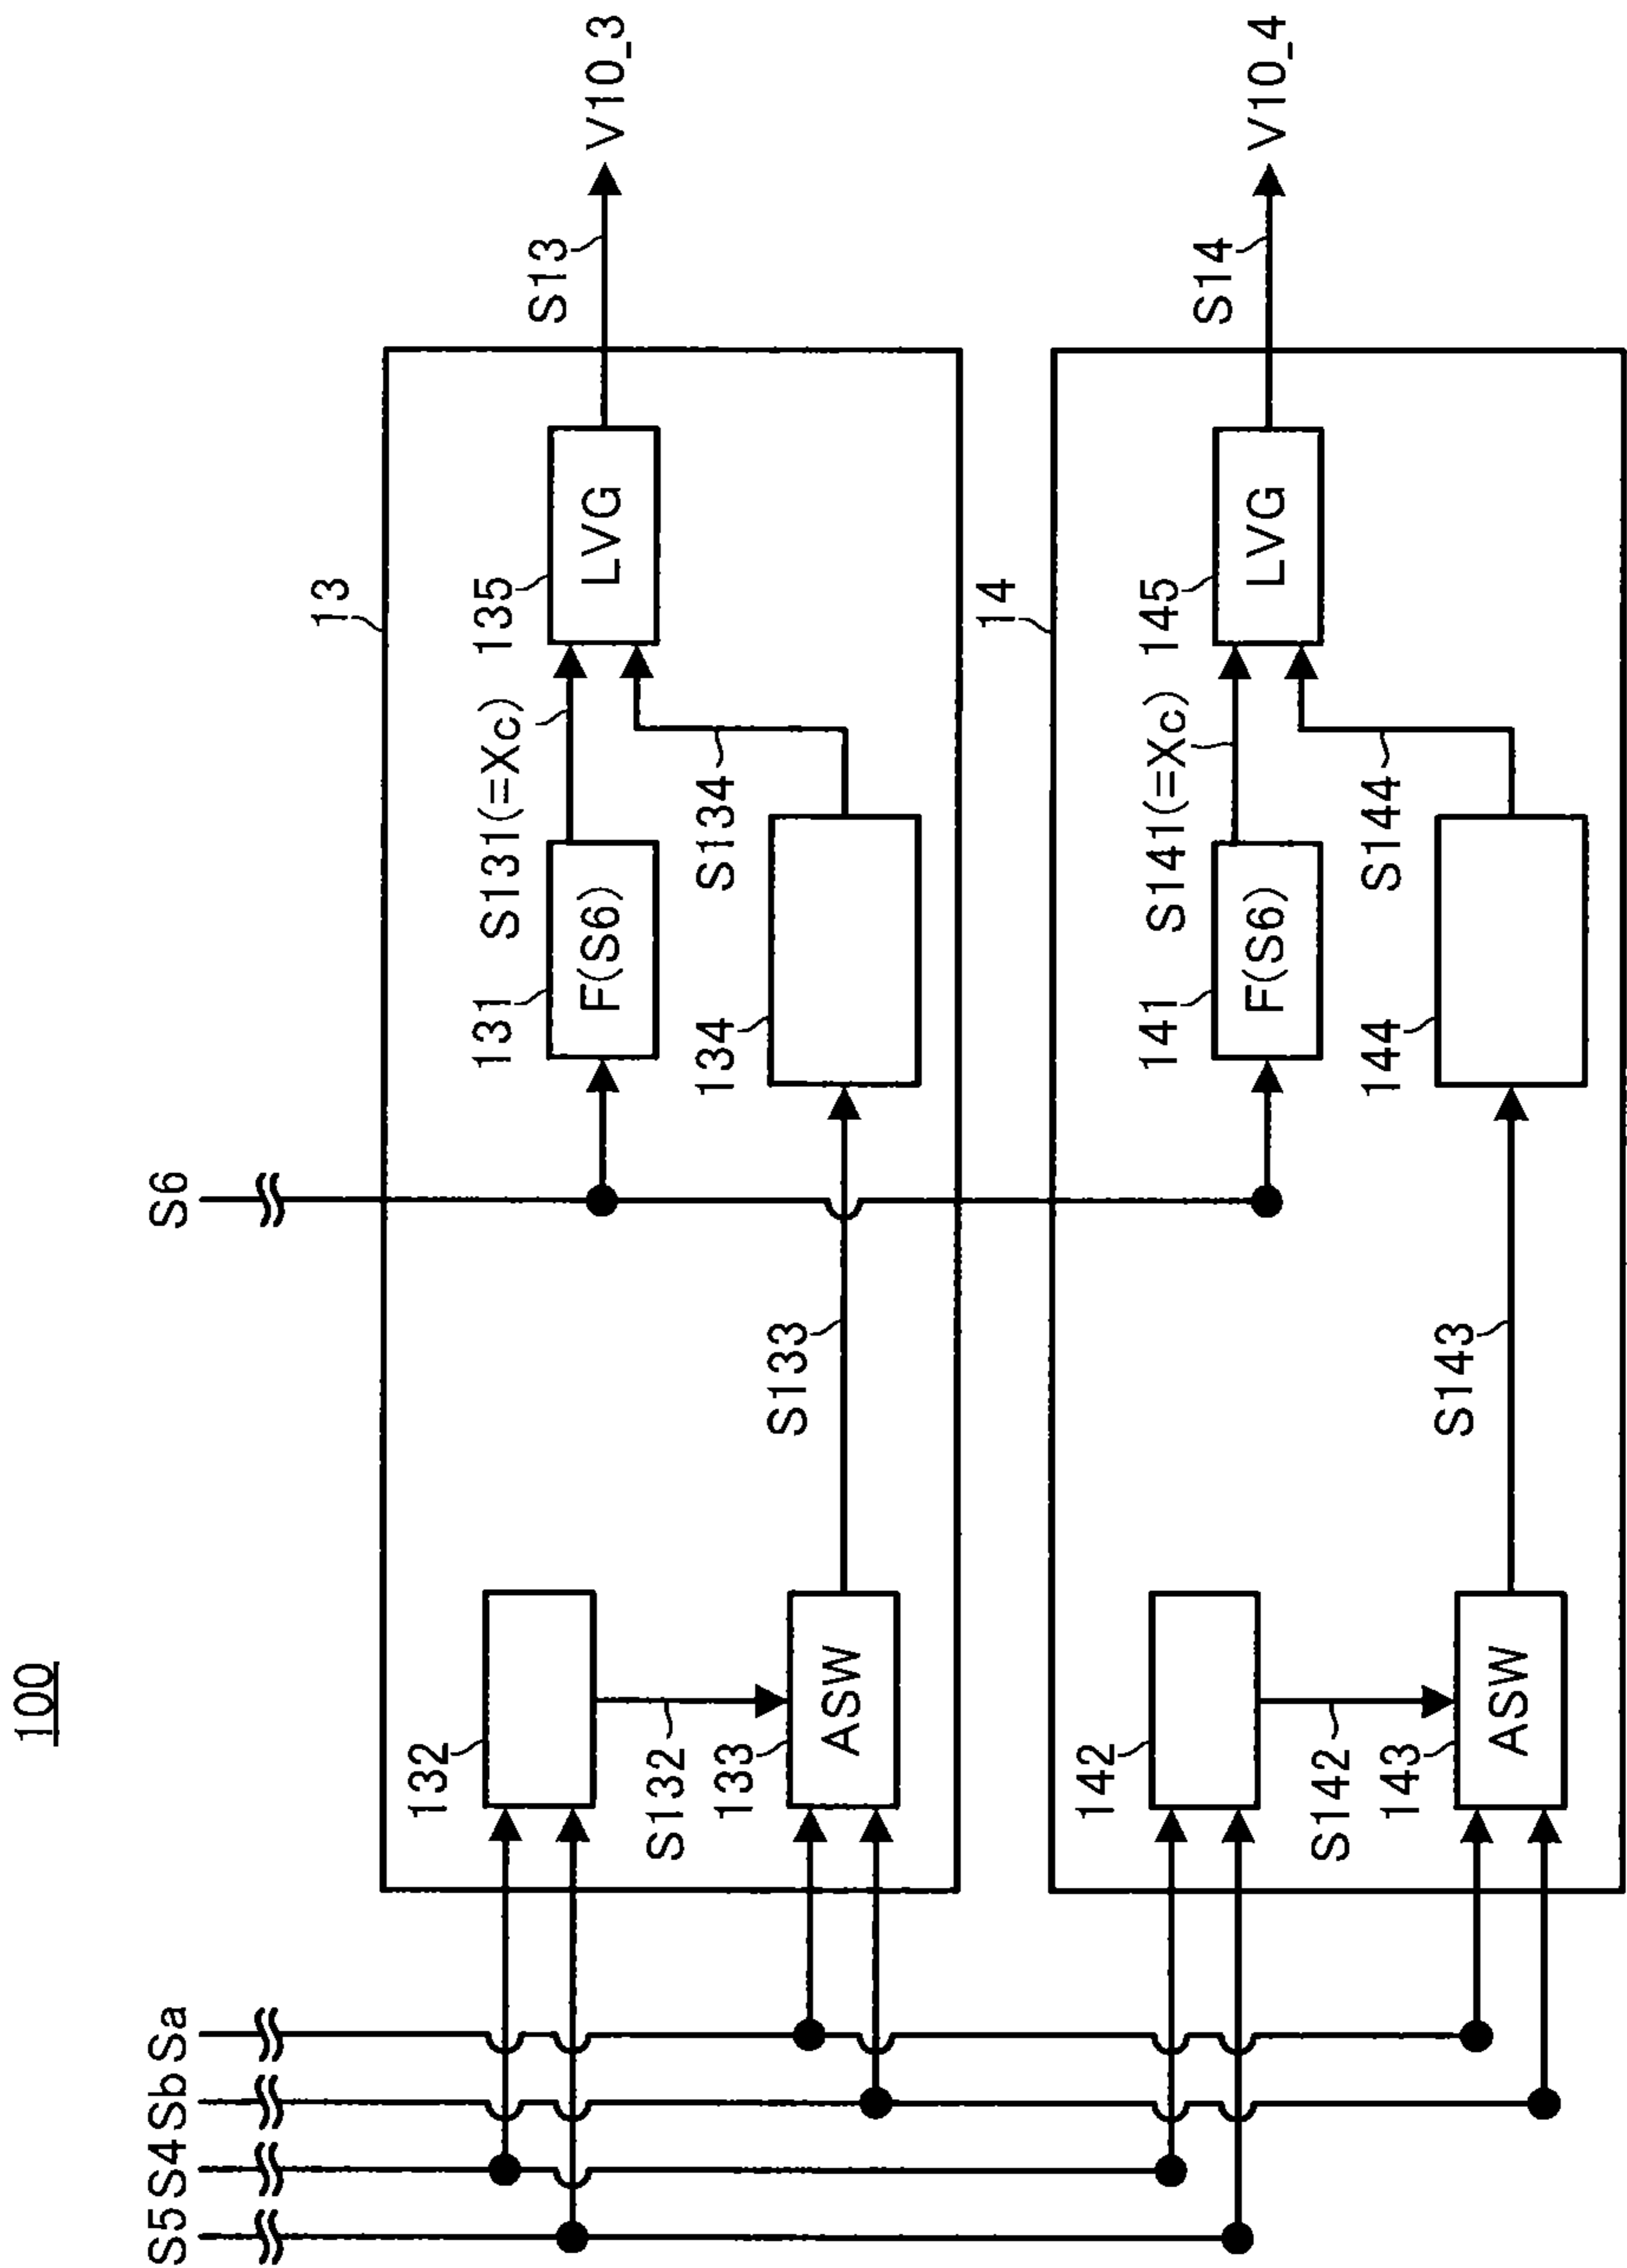 100
S5
S4
Sb
Sa
S6
13
132
S132
133
ASW
S133
131
F(S6)
S131(=Xc)
134
S134
135
LVG
S13
V10_3
14
142
S142
143
ASW
S143
141
F(S6)
S141(=Xc)
144
S144
145
LVG
S14
V10_4